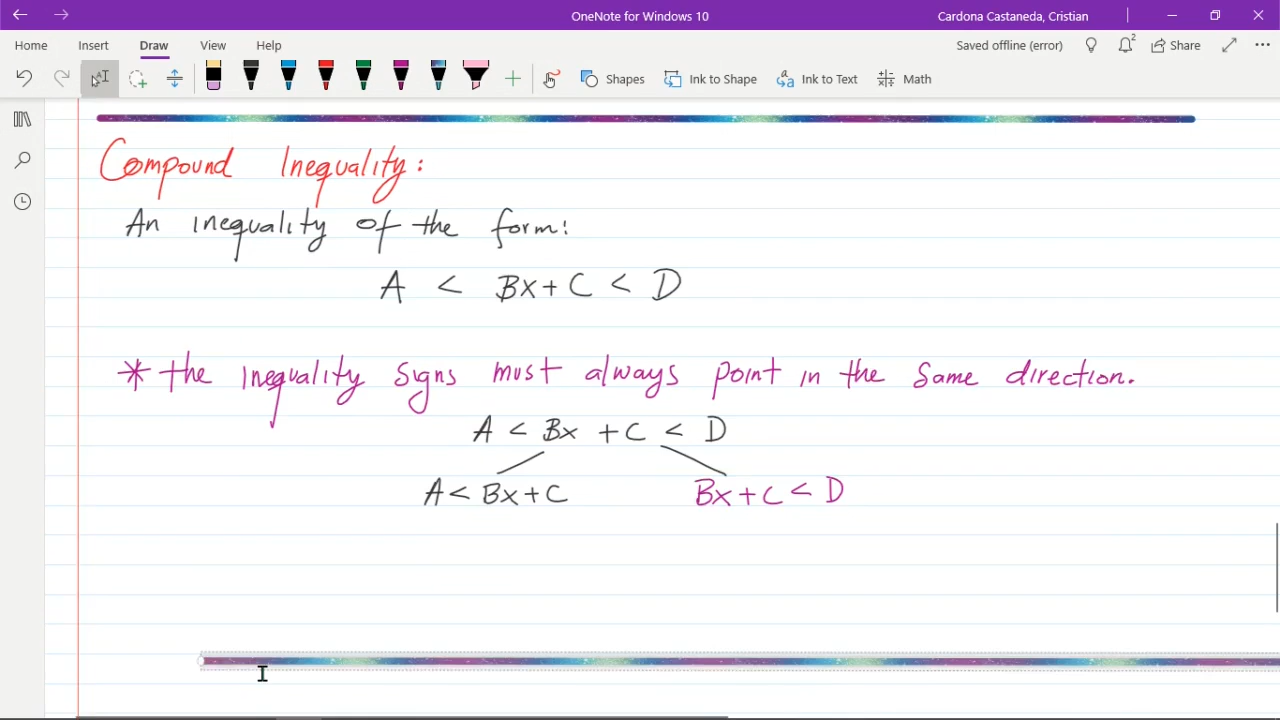 OneNote for Windows 10
Cardona Castaneda, Cristian
Home Insert Draw View Help
Saved offline (error)
2
Share
Shapes Ink to Shape Ink to Text Math
Compound Inequality:
An inequality of the form:
A < Bx+C < D
* The inequality signs must always point in the same direction.
A < Bx + C < D
A < Bx+C Bx+C < D